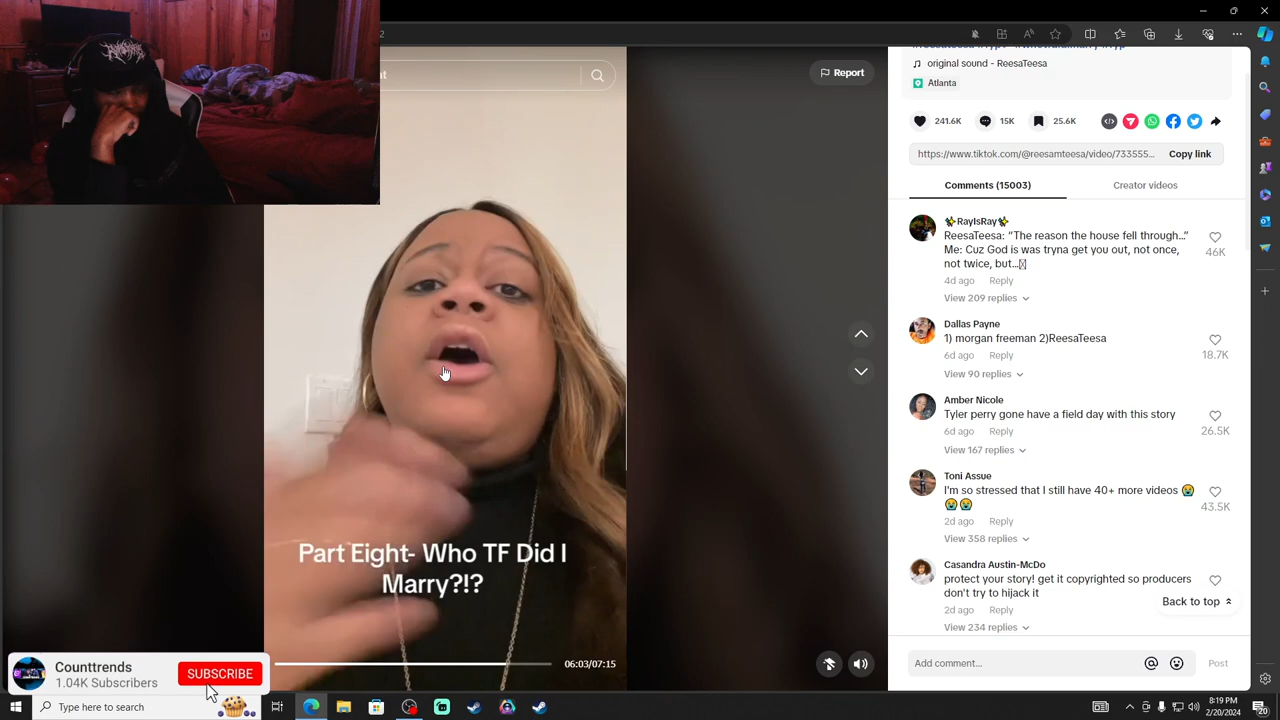 2
nt
Report
original sound - ReesaTeesa
Atlanta
241.6K
15K
25.6K
https://www.tiktok.com/@reesamteesa/video/733555...
Copy link
Comments (15003)
Creator videos
✨RayIsRay✨
ReesaTeesa: “The reason the house fell through...”
Me: Cuz God is was tryna get you out, not once,
not twice, but...
46K
4d ago Reply
View 209 replies
Dallas Payne
1) morgan freeman 2)ReesaTeesa
18.7K
6d ago Reply
View 90 replies
Amber Nicole
Tyler perry gone have a field day with this story
26.5K
6d ago Reply
View 167 replies
Toni Assue
I'm so stressed that I still have 40+ more videos 😭
😭😭
43.5K
2d ago Reply
View 358 replies
Casandra Austin-McDo
protect your story! get it copyrighted so producers
don't try to hijack it
Back to top
2d ago Reply
View 234 replies
Add comment...
Post
Part Eight- Who TF Did I
Marry?!?
06:03/07:15
Counttrends
1.04K Subscribers
SUBSCRIBE
Type here to search
8:19 PM
2/20/2024
20